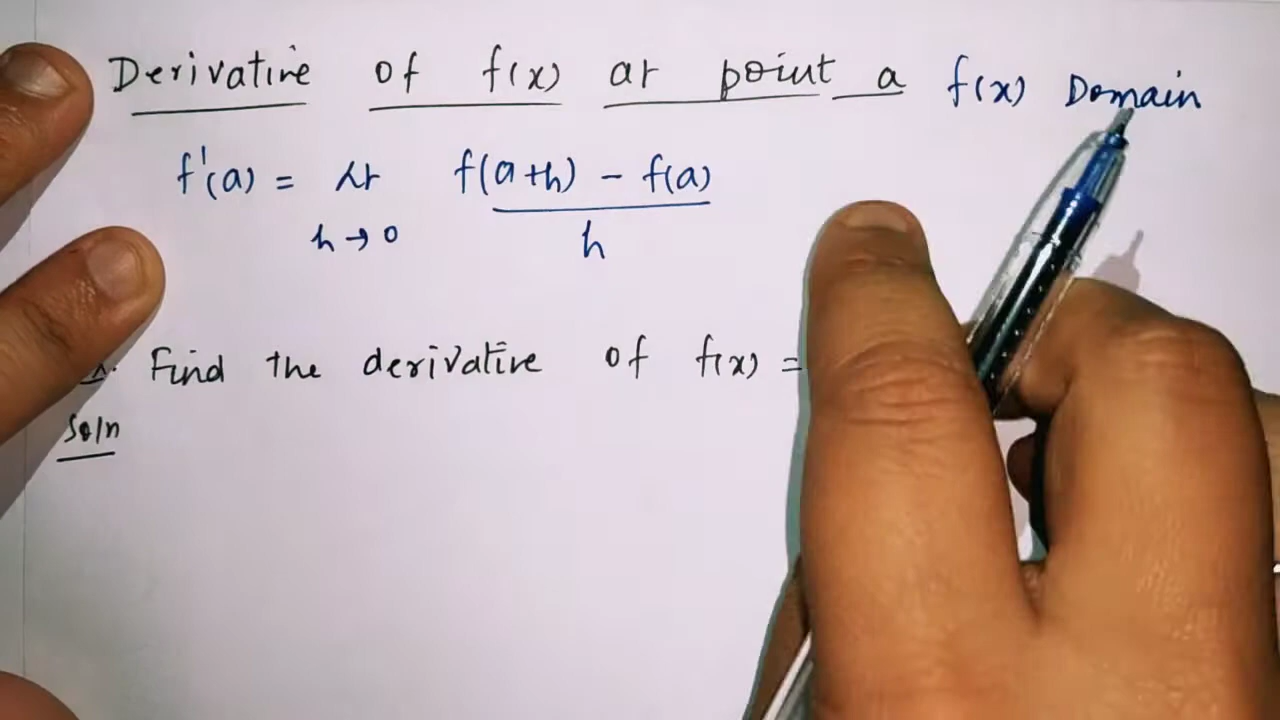 Derivative of f(x) at point a f(x) Domain
f'(a) = Lt f(a+h) - f(a)
h→0 h
Find the derivative of f(x) =
Soln